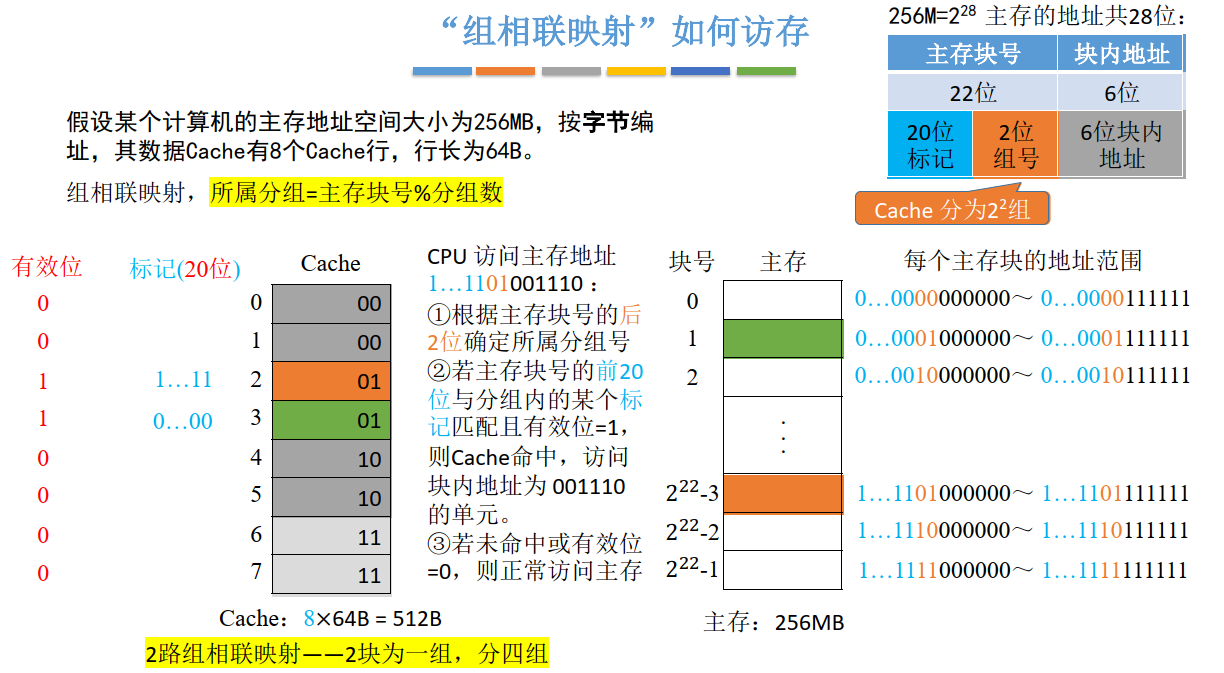 “组相联映射”如何访存
256M=2²⁸ 主存的地址共28位：
主存块号 块内地址
22位 6位
20位标记 2位组号 6位块内地址
Cache 分为2²组
假设某个计算机的主存地址空间大小为256MB，按字节编
址，其数据Cache有8个Cache行，行长为64B。
组相联映射，所属分组=主存块号%分组数
有效位 标记(20位) Cache
0 0 00
0 1 00
1 1…11 2 01
1 0…00 3 01
0 4 10
0 5 10
0 6 11
0 7 11
Cache：8×64B = 512B
2路组相联映射——2块为一组，分四组
CPU 访问主存地址
1…1101001110：
①根据主存块号的后
2位确定所属分组号
②若主存块号的前20
位与分组内的某个标
记匹配且有效位=1，
则Cache命中，访问
块内地址为 001110
的单元。
③若未命中或有效位
=0，则正常访问主存
块号 主存 每个主存块的地址范围
0 0…0000000000～ 0…0000111111
1 0…0001000000～ 0…0001111111
2 0…0010000000～ 0…0010111111
⋮
2²²-3 1…1101000000～ 1…1101111111
2²²-2 1…1110000000～ 1…1110111111
2²²-1 1…1111000000～ 1…1111111111
主存：256MB